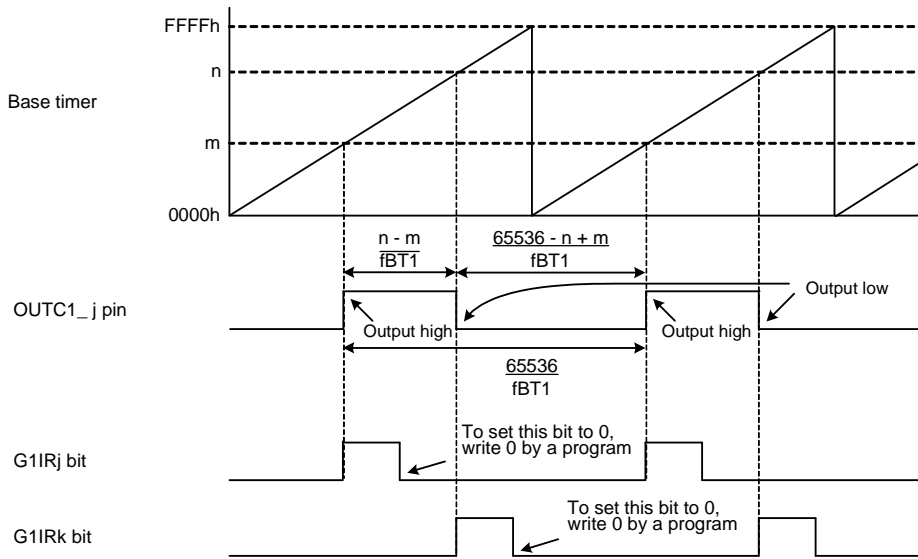 FFFFh
n
Base timer
m
0000h
n - m
fBT1
65536 - n + m
fBT1
OUTC1_ j pin
Output high
Output high
Output low
65536
fBT1
To set this bit to 0,
write 0 by a program
G1IRj bit
To set this bit to 0,
write 0 by a program
G1IRk bit